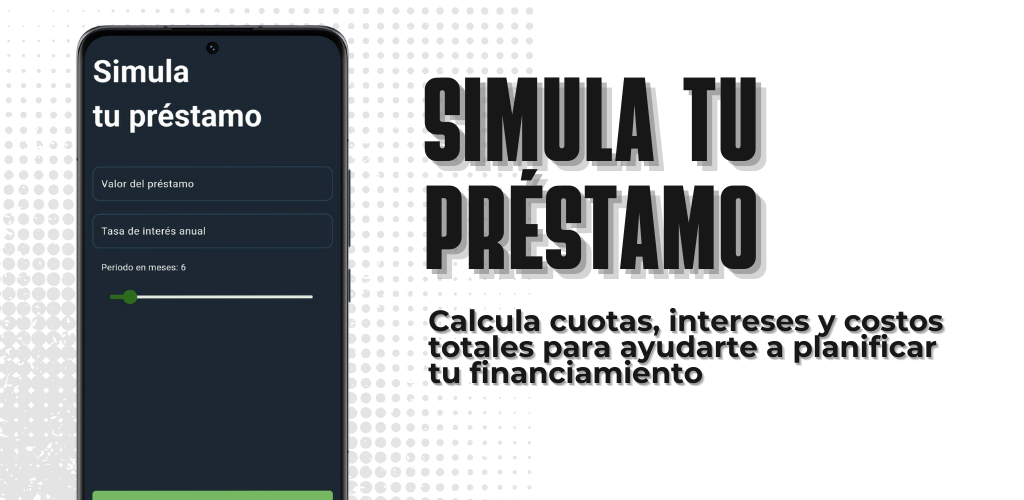 Simula
tu préstamo
Valor del préstamo
Tasa de interés anual
Periodo en meses: 6
SIMULA TU
PRÉSTAMO
Calcula cuotas, intereses y costos
totales para ayudarte a planificar
tu financiamiento